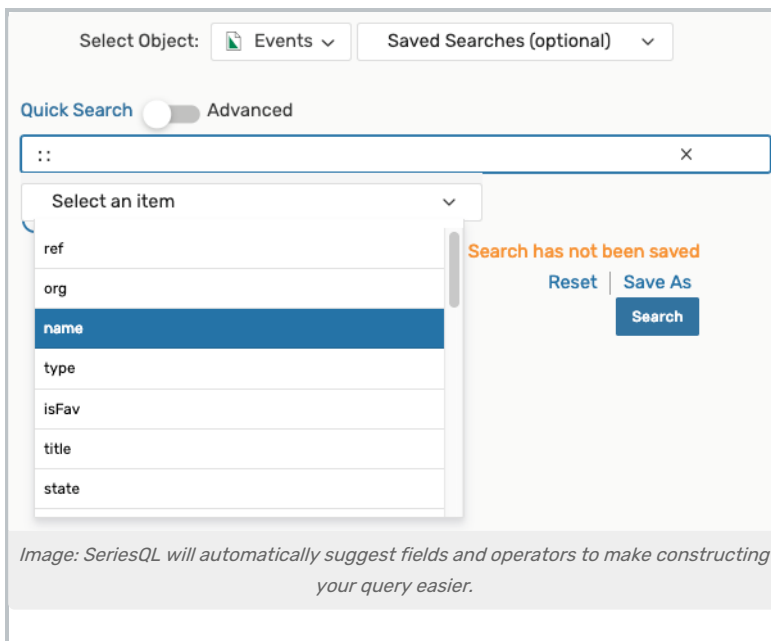 Select Object: Events Saved Searches (optional)
Quick Search Advanced
::
Select an item
ref
Search has not been saved
org
Reset Save As
name
Search
type
isFav
title
state
Image: SeriesQL will automatically suggest fields and operators to make constructing
your query easier.